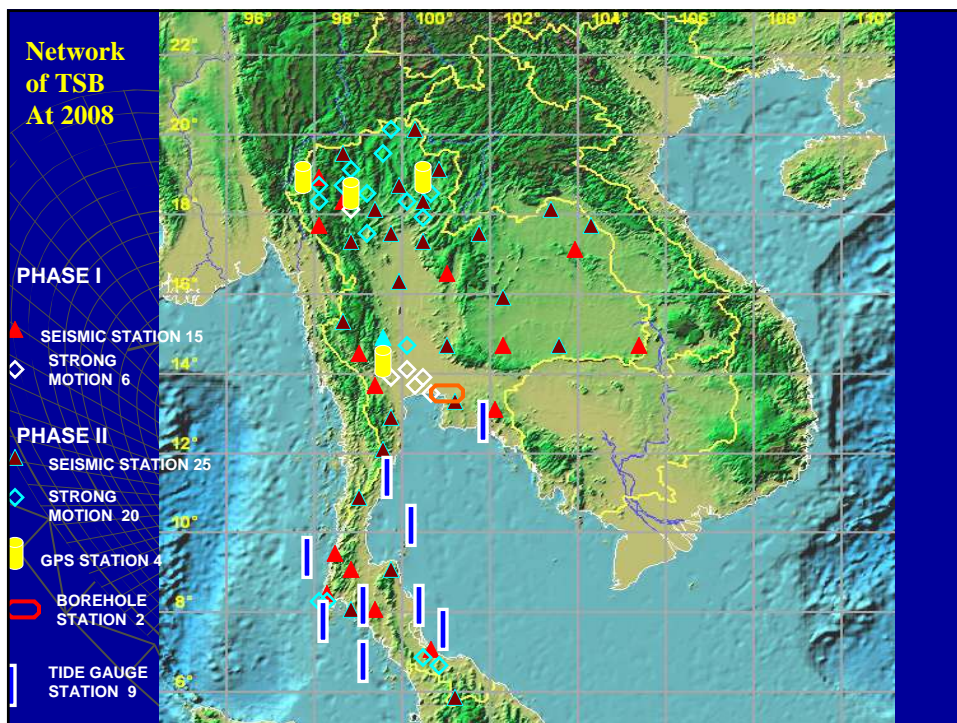 Network
of TSB
At 2008
PHASE I
SEISMIC STATION 15
STRONG
MOTION 6
PHASE II
SEISMIC STATION 25
STRONG
MOTION 20
GPS STATION 4
BOREHOLE
STATION 2
TIDE GAUGE
STATION 9
96° 98° 100° 102° 104° 106° 108° 110°
22°
20°
18°
16°
14°
12°
10°
8°
6°